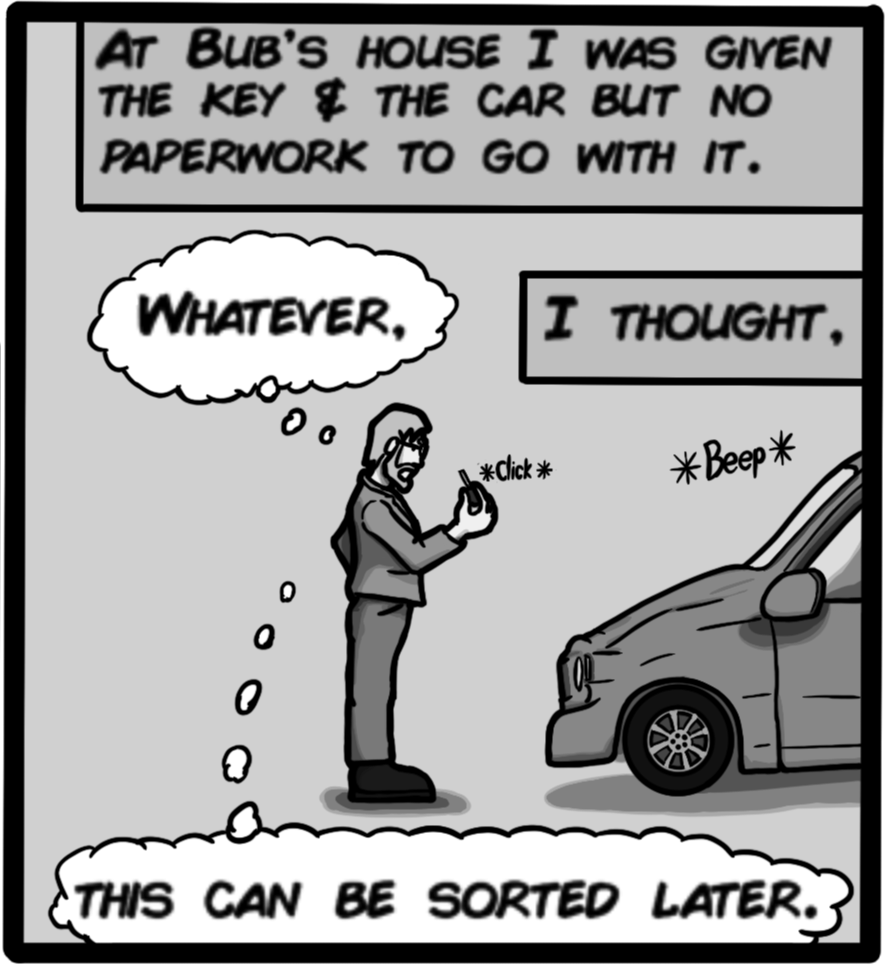 At Bub's house I was given
the key & the car but no
paperwork to go with it.
Whatever,
I thought,
*Click*
*Beep*
this can be sorted later.